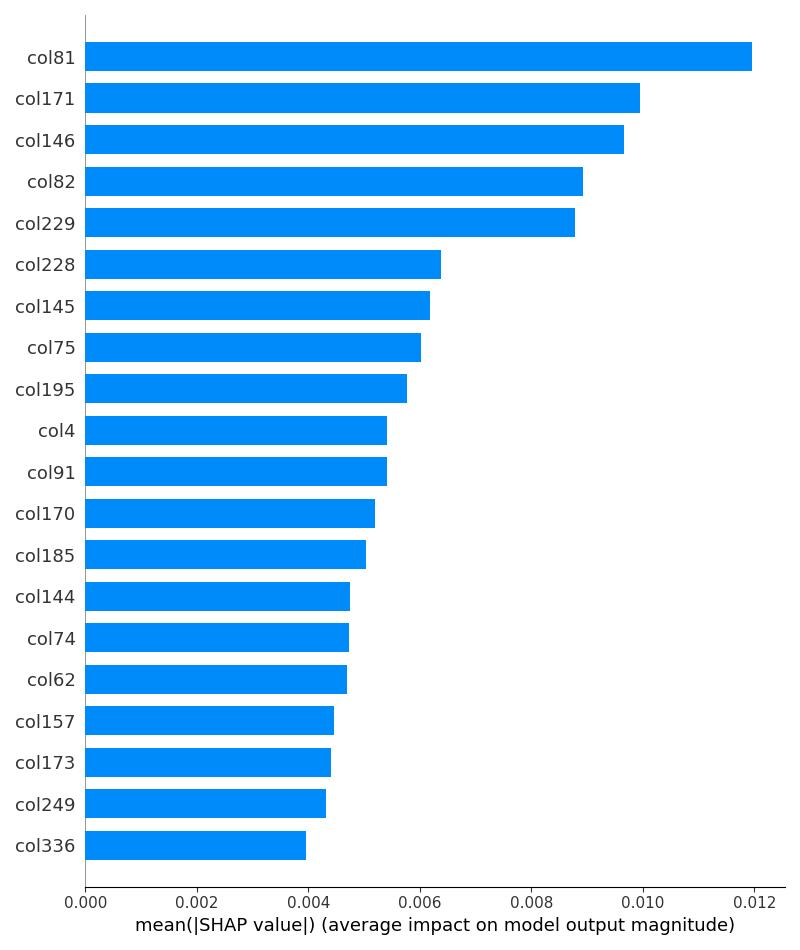 col81
col171
col146
col82
col229
col228
col145
col75
col195
col4
col91
col170
col185
col144
col74
col62
col157
col173
col249
col336
0.000 0.002 0.004 0.006 0.008 0.010 0.012
mean(|SHAP value|) (average impact on model output magnitude)